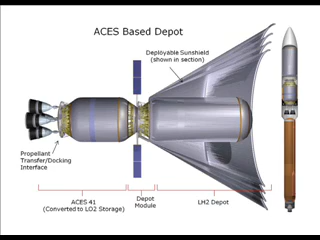 ACES Based Depot
Deployable Sunshield
(shown in section)
Propellant
Transfer/Docking
Interface
ACES 41
(Converted to LO2 Storage)
Depot
Module
LH2 Depot